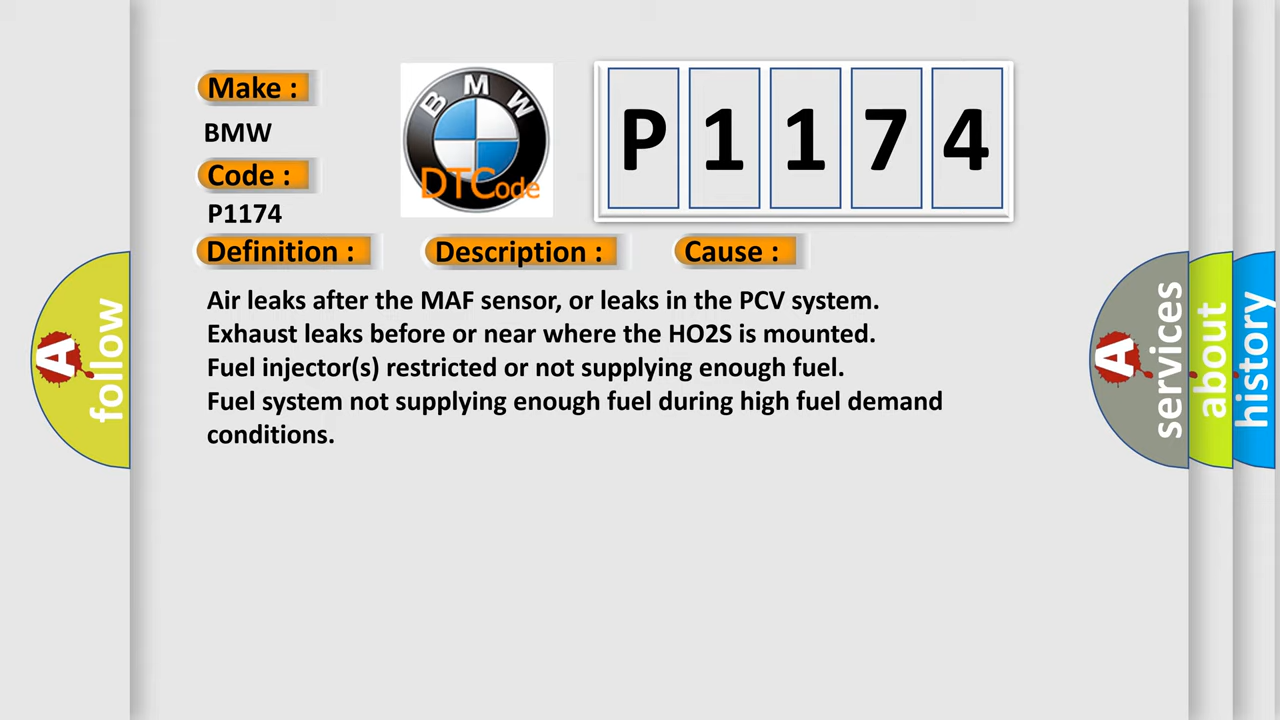 Make :
BMW
Code :
P1174
BMW
DTCode
P 1 1 7 4
Definition :
Description :
Cause :
Air leaks after the MAF sensor, or leaks in the PCV system.
Exhaust leaks before or near where the HO2S is mounted.
Fuel injector(s) restricted or not supplying enough fuel.
Fuel system not supplying enough fuel during high fuel demand
conditions.
A
follow
A
services
about
history